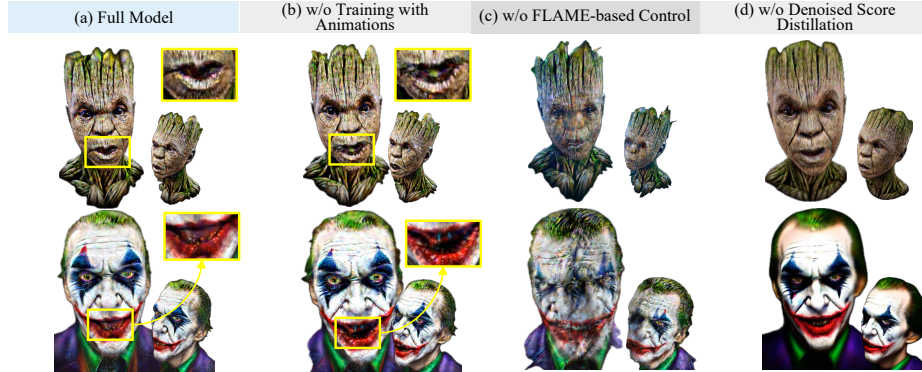 (a) Full Model
(b) w/o Training with
Animations
(c) w/o FLAME-based Control
(d) w/o Denoised Score
Distillation